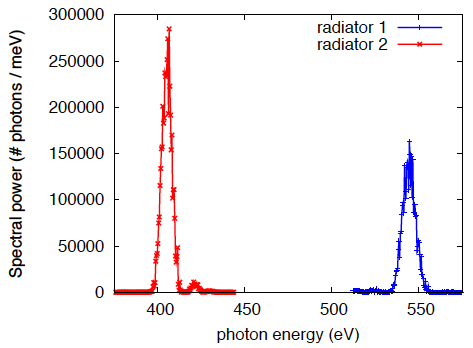 300000
250000
200000
150000
100000
50000
0
400
450
500
550
Spectral power (# photons / meV)
photon energy (eV)
radiator 1
radiator 2